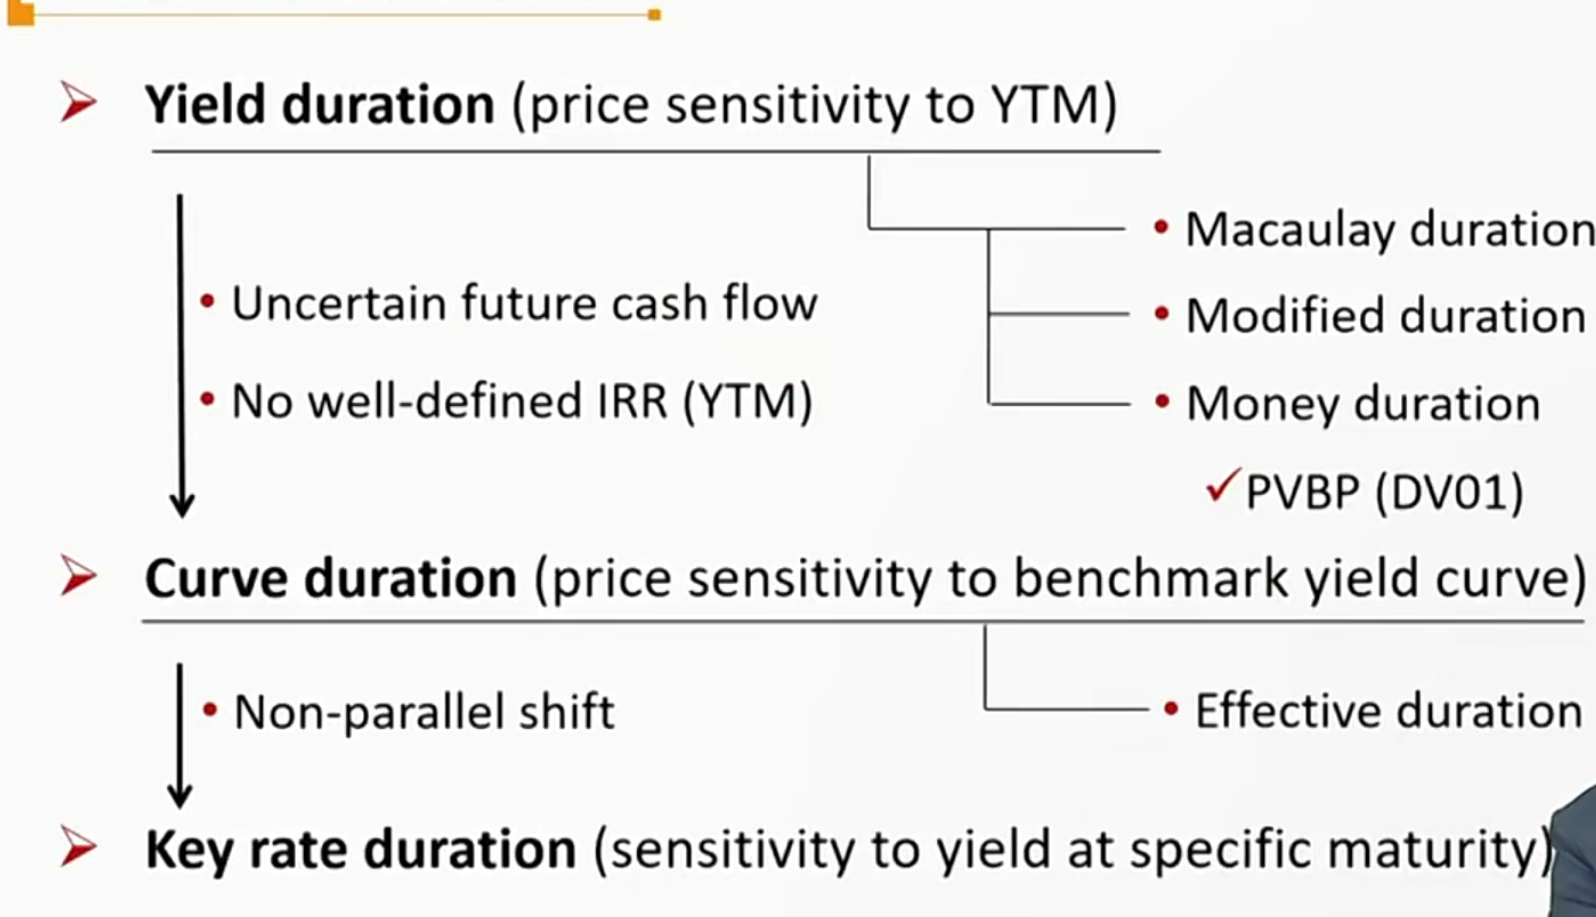 Yield duration (price sensitivity to YTM)
• Macaulay duration
• Uncertain future cash flow
• Modified duration
• No well-defined IRR (YTM)
• Money duration
✓PVBP (DV01)
Curve duration (price sensitivity to benchmark yield curve)
• Non-parallel shift
• Effective duration
Key rate duration (sensitivity to yield at specific maturity)